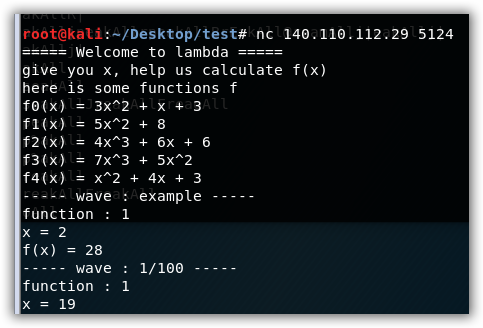 root@kali:~/Desktop/test# nc 140.110.112.29 5124
===== Welcome to lambda =====
give you x, help us calculate f(x)
here is some functions f
f0(x) = 3x^2 + x + 3
f1(x) = 5x^2 + 8
f2(x) = 4x^3 + 6x + 6
f3(x) = 7x^3 + 5x^2
f4(x) = x^2 + 4x + 3
----- wave : example -----
function : 1
x = 2
f(x) = 28
----- wave : 1/100 -----
function : 1
x = 19